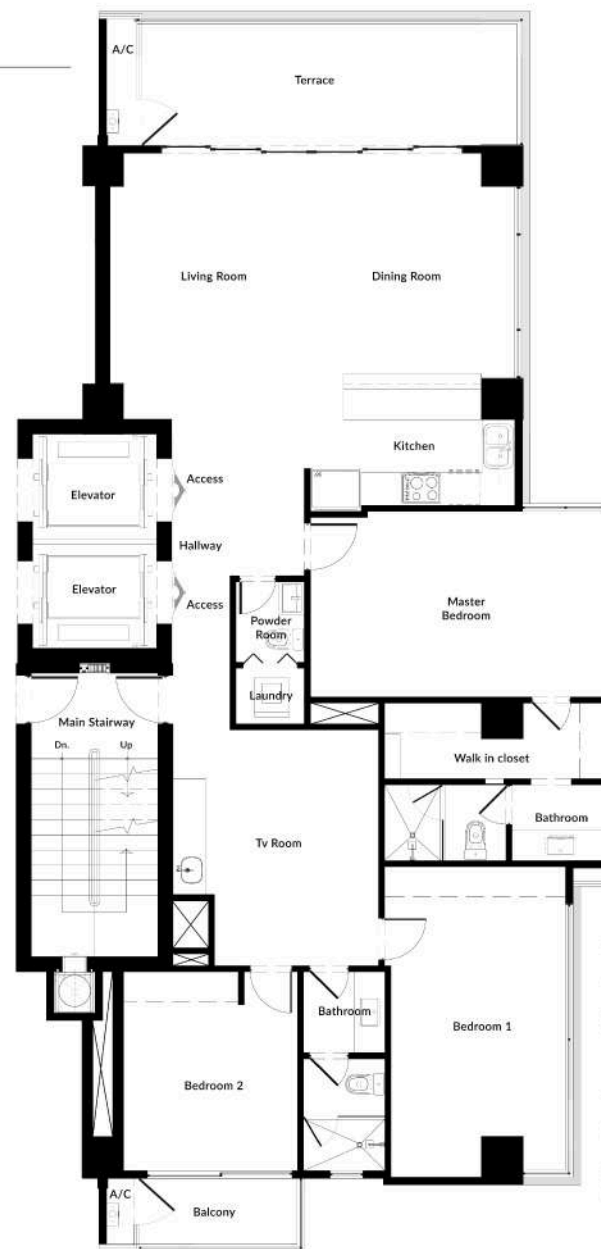 A/C
Terrace
Living Room
Dining Room
Kitchen
Elevator
Access
Hallway
Elevator
Access
Master
Bedroom
Powder
Room
Laundry
Main Stairway
Dn.
Up
Walk in closet
Bathroom
Tv Room
Bathroom
Bedroom 1
Bedroom 2
A/C
Balcony